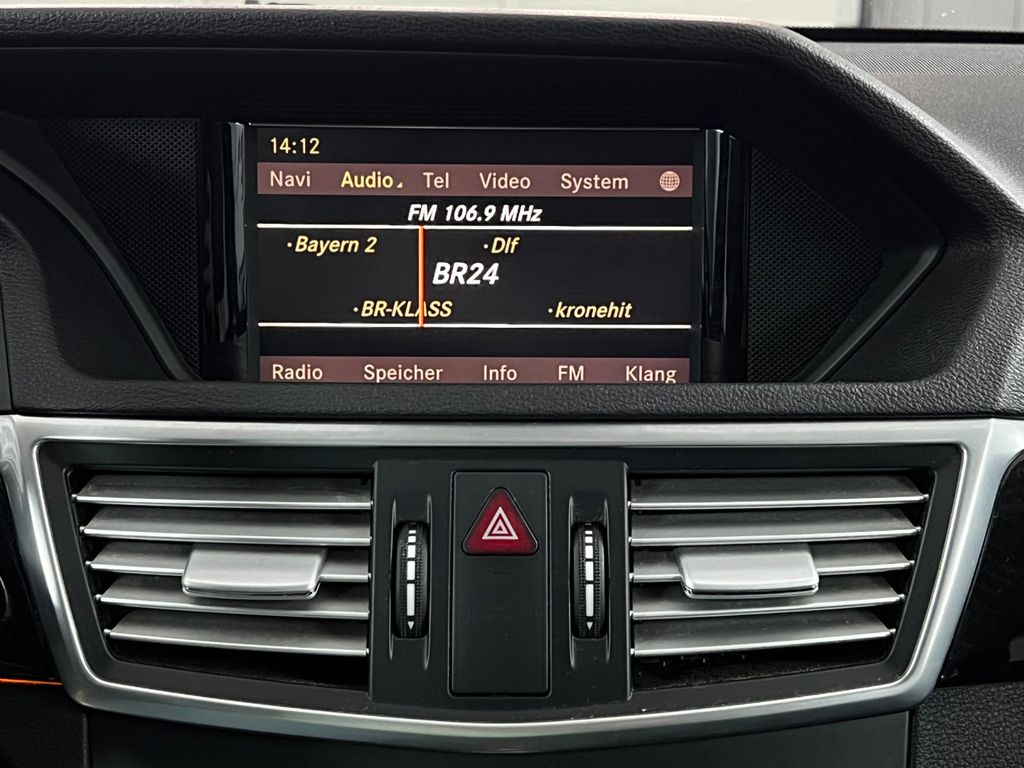 14:12
Navi Audio Tel Video System
FM 106.9 MHz
·Bayern 2 ·Dlf
BR24
·BR-KLASS ·kronehit
Radio Speicher Info FM Klang